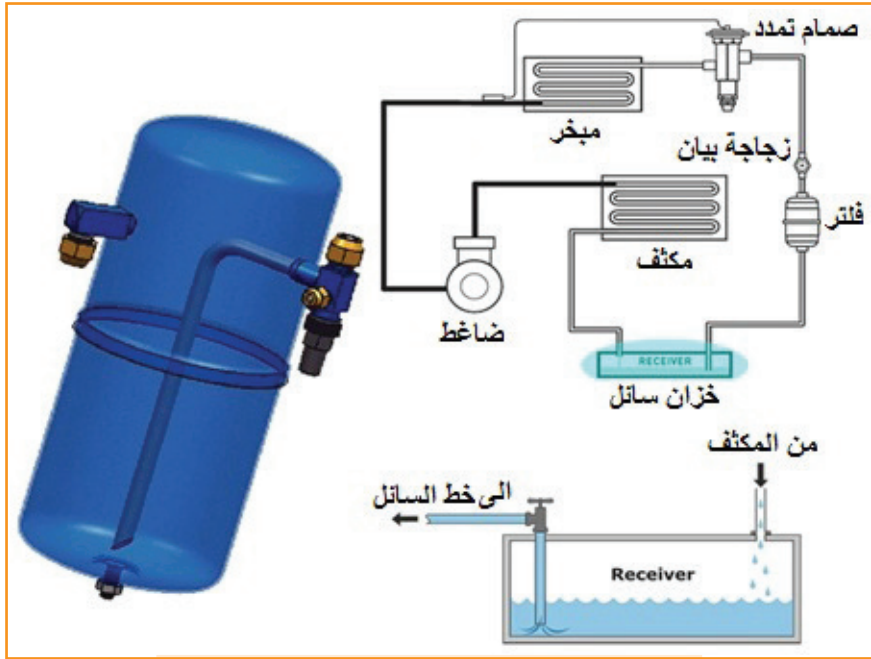 صمام تمدد
مبخر
زجاجة بيان
فلتر
مكثف
ضاغط
RECEIVER
خزان سائل
من المكثف
الى خط السائل
Receiver